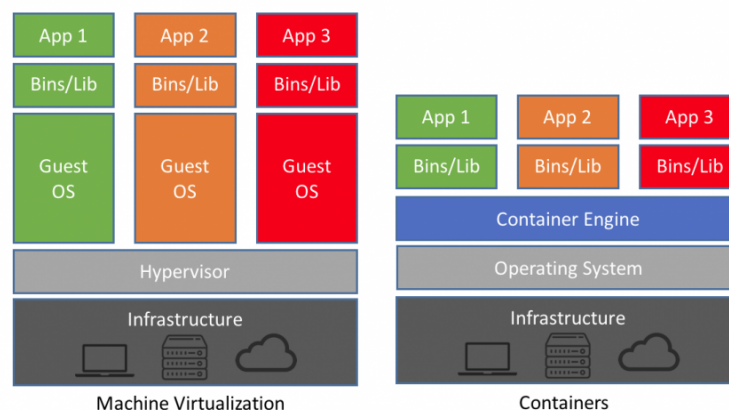 App 1
App 2
App 3
Bins/Lib
Bins/Lib
Bins/Lib
Guest
OS
Guest
OS
Guest
OS
Hypervisor
Infrastructure
Machine Virtualization
App 1
App 2
App 3
Bins/Lib
Bins/Lib
Bins/Lib
Container Engine
Operating System
Infrastructure
Containers